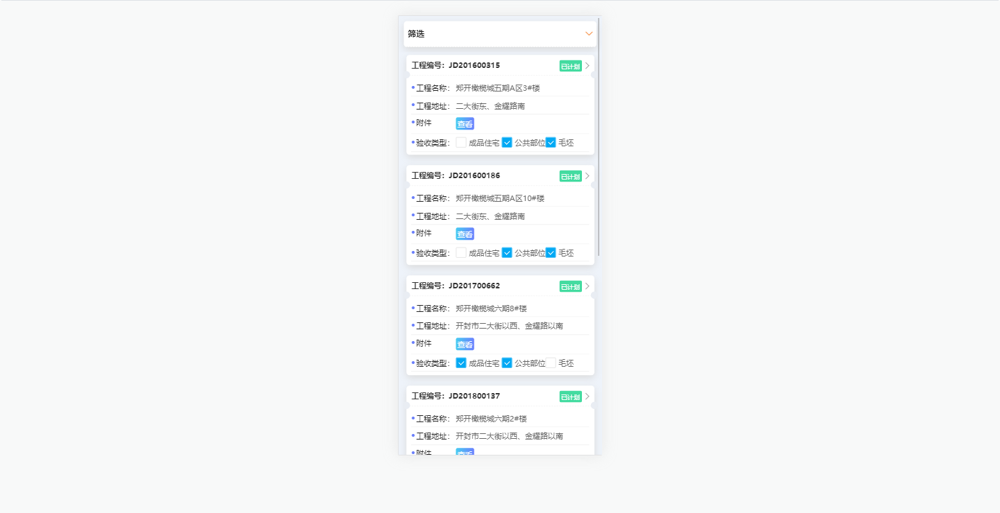 筛选
工程编号：JD201600315 已计划
工程名称： 郑开橄榄城五期A区3#楼
工程地址： 二大街东、金耀路南
附件 查看
验收类型： 成品住宅 公共部位 毛坯
工程编号：JD201600186 已计划
工程名称： 郑开橄榄城五期A区10#楼
工程地址： 二大街东、金耀路南
附件 查看
验收类型： 成品住宅 公共部位 毛坯
工程编号：JD201700662 已计划
工程名称： 郑开橄榄城六期8#楼
工程地址： 开封市二大街以西、金耀路以南
附件 查看
验收类型： 成品住宅 公共部位 毛坯
工程编号：JD201800137 已计划
工程名称： 郑开橄榄城六期2#楼
工程地址： 开封市二大街以西、金耀路以南
附件 查看